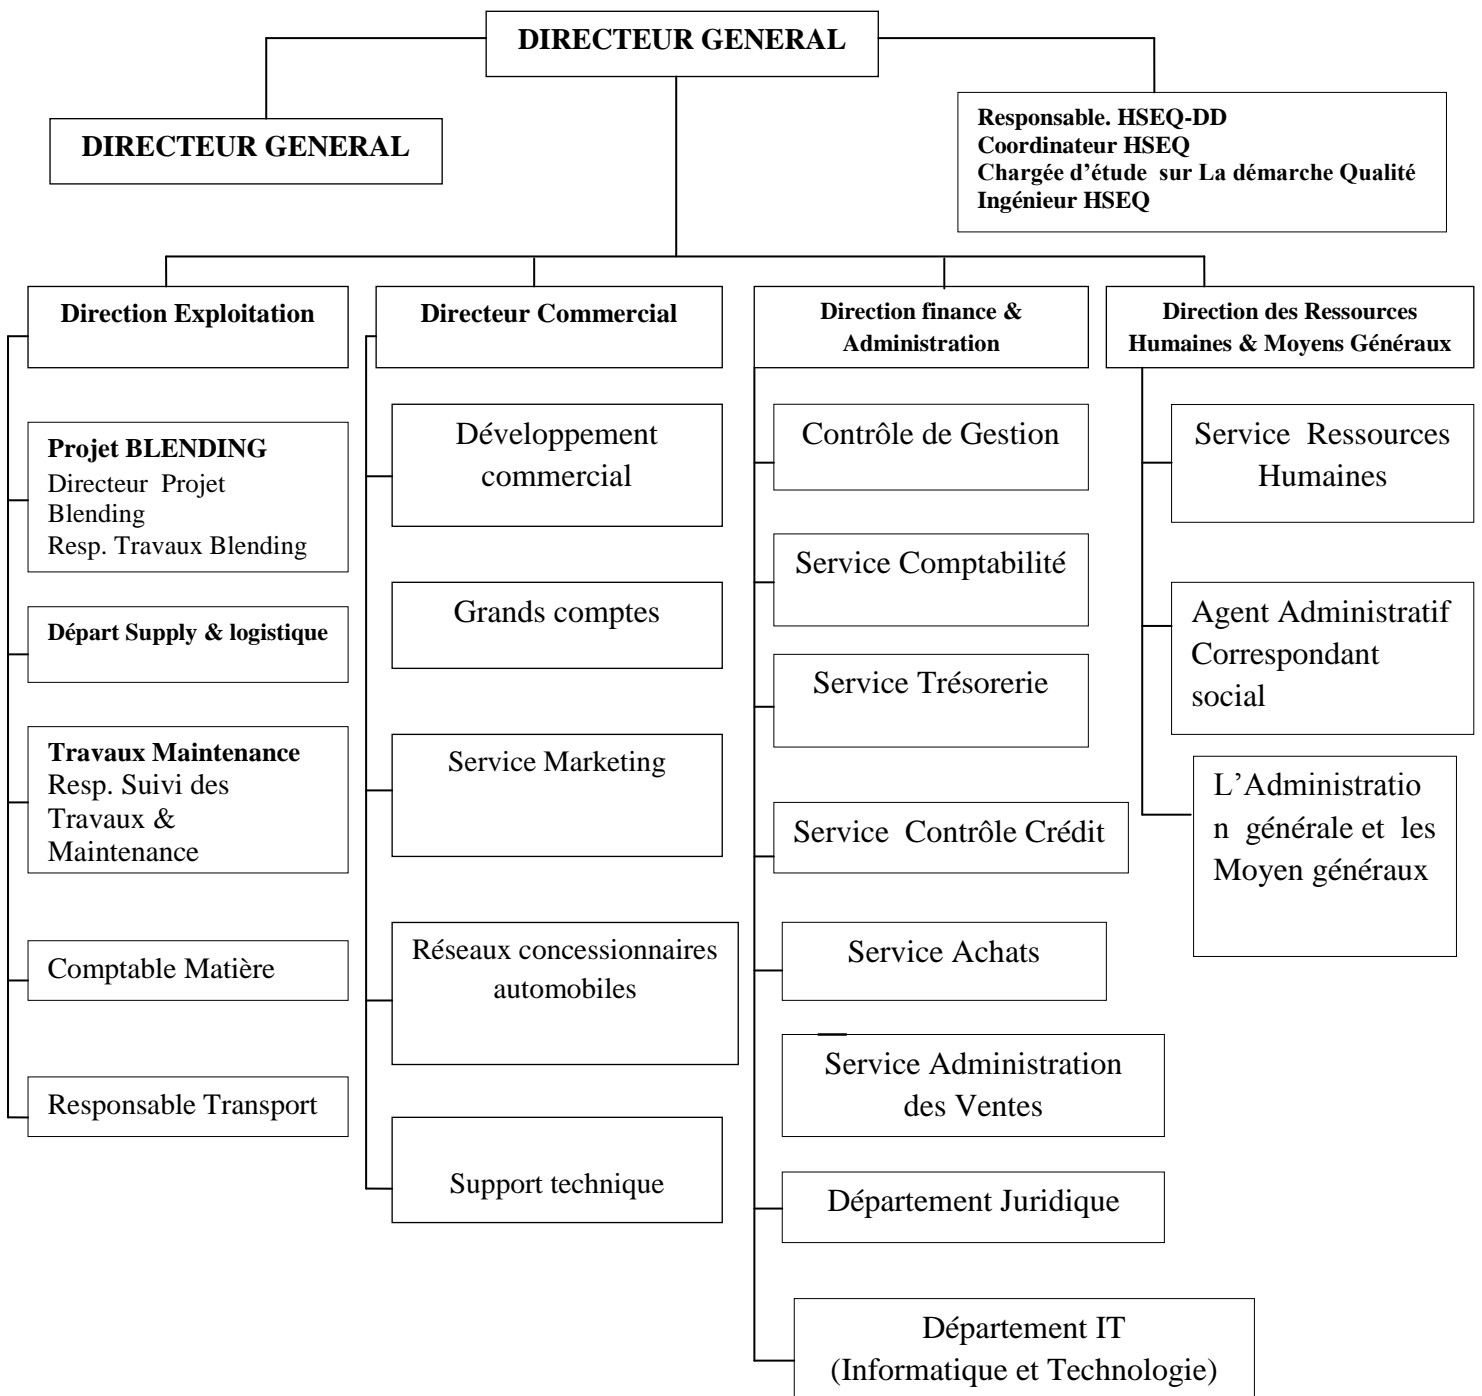 DIRECTEUR GENERAL
DIRECTEUR GENERAL
Responsable. HSEQ-DD
Coordinateur HSEQ
Chargée d’étude sur La démarche Qualité
Ingénieur HSEQ
Direction Exploitation
Projet BLENDING
Directeur Projet
Blending
Resp. Travaux Blending
Départ Supply & logistique
Travaux Maintenance
Resp. Suivi des
Travaux &
Maintenance
Comptable Matière
Responsable Transport
Directeur Commercial
Développement
commercial
Grands comptes
Service Marketing
Réseaux concessionnaires
automobiles
Support technique
Direction finance &
Administration
Contrôle de Gestion
Service Comptabilité
Service Trésorerie
Service Contrôle Crédit
Service Achats
Service Administration
des Ventes
Département Juridique
Département IT
(Informatique et Technologie)
Direction des Ressources
Humaines & Moyens Généraux
Service Ressources
Humaines
Agent Administratif
Correspondant
social
L’Administratio
n générale et les
Moyen généraux